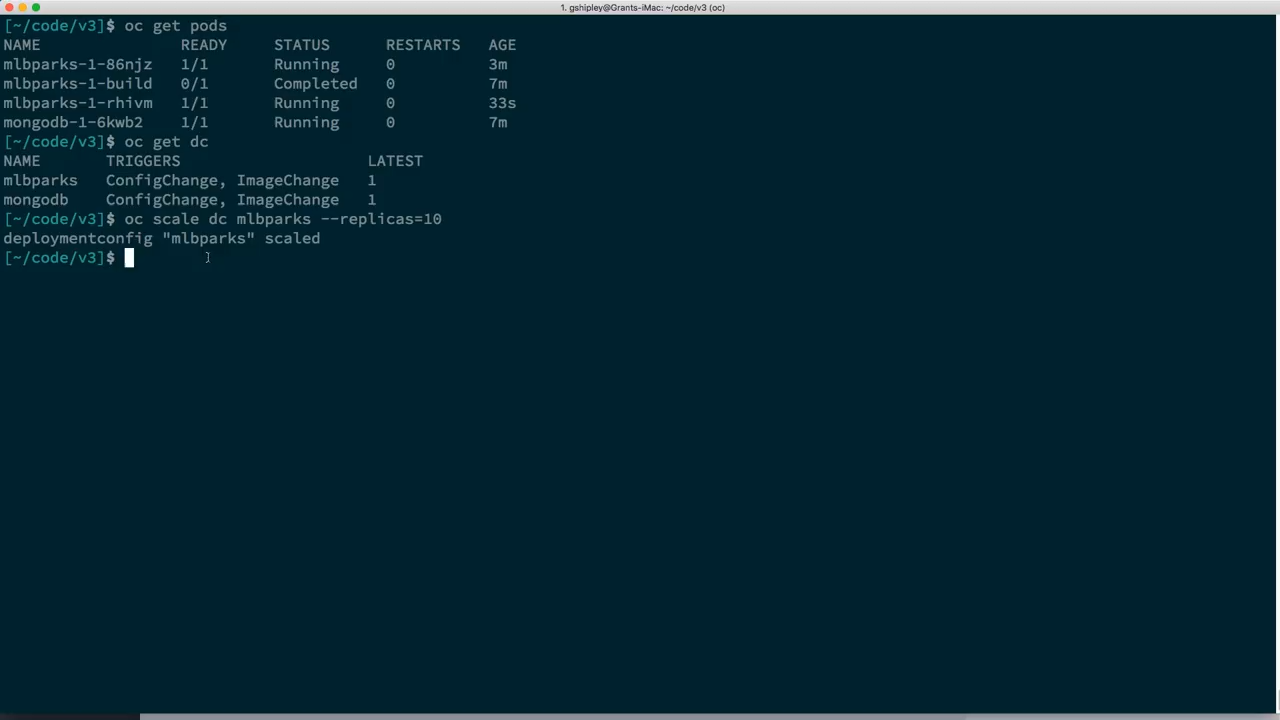 1. gshipley@Grants-iMac: ~/code/v3 (oc)
[~/code/v3]$ oc get pods
NAME READY STATUS RESTARTS AGE
mlbparks-1-86njz 1/1 Running 0 3m
mlbparks-1-build 0/1 Completed 0 7m
mlbparks-1-rhivm 1/1 Running 0 33s
mongodb-1-6kwb2 1/1 Running 0 7m
[~/code/v3]$ oc get dc
NAME TRIGGERS LATEST
mlbparks ConfigChange, ImageChange 1
mongodb ConfigChange, ImageChange 1
[~/code/v3]$ oc scale dc mlbparks --replicas=10
deploymentconfig "mlbparks" scaled
[~/code/v3]$